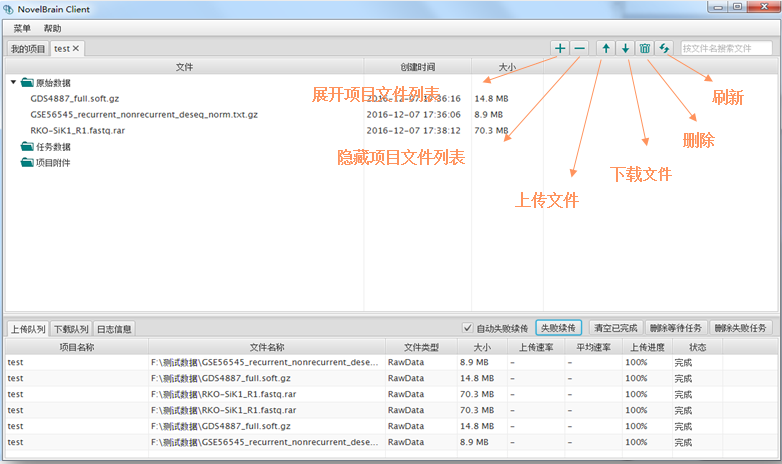 NovelBrain Client
菜单 帮助
我的项目 test 按文件名搜索文件
文件 创建时间 大小
原始数据
GDS4887_full.soft.gz 2016-12-07 17:36:16 14.8 MB
GSE56545_recurrent_nonrecurrent_deseq_norm.txt.gz 2016-12-07 17:36:06 8.9 MB
RKO-SiK1_R1.fastq.rar 2016-12-07 17:38:12 70.3 MB
任务数据
项目附件
展开项目文件列表
隐藏项目文件列表
上传文件
下载文件
删除
刷新
上传队列 下载队列 日志信息 自动失败续传 失败续传 清空已完成 删除等待任务 删除失败任务
项目名称 文件名称 文件类型 大小 上传速率 平均速率 上传进度 状态
test F:\测试数据\GSE56545_recurrent_nonrecurrent_dese... RawData 8.9 MB - - 100% 完成
test F:\测试数据\GDS4887_full.soft.gz RawData 14.8 MB - - 100% 完成
test F:\测试数据\RKO-SiK1_R1.fastq.rar RawData 70.3 MB - - 100% 完成
test F:\测试数据\RKO-SiK1_R1.fastq.rar RawData 70.3 MB - - 100% 完成
test F:\测试数据\GDS4887_full.soft.gz RawData 14.8 MB - - 100% 完成
test F:\测试数据\GSE56545_recurrent_nonrecurrent_dese... RawData 8.9 MB - - 100% 完成